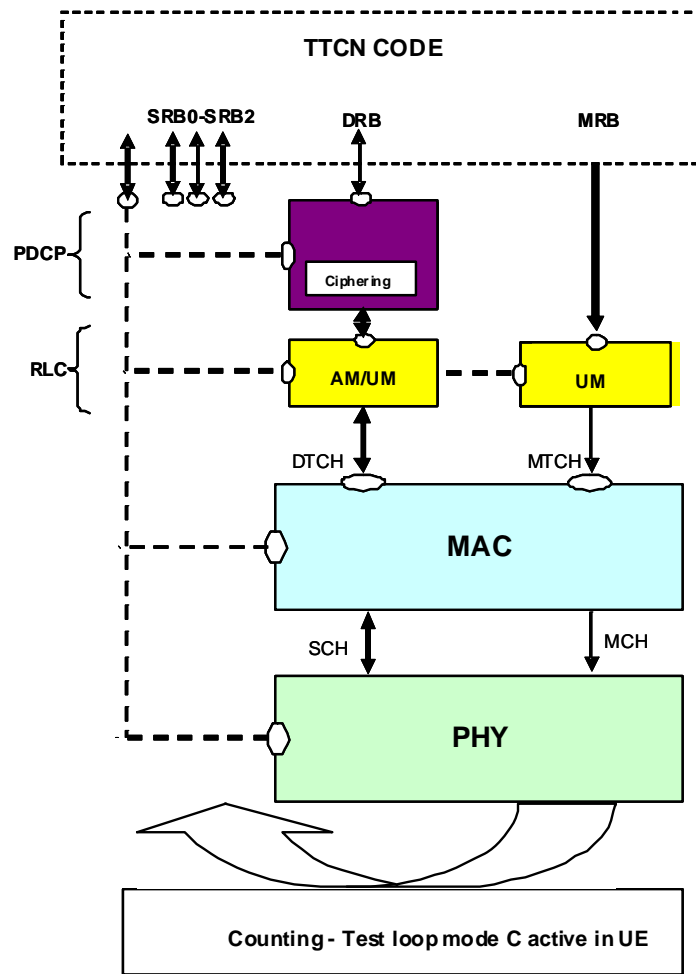 TTCN CODE
SRB0-SRB2
DRB
MRB
PDCP
Ciphering
RLC
AM/UM
UM
DTCH
MTCH
MAC
SCH
MCH
PHY
Counting - Test loop mode C active in UE